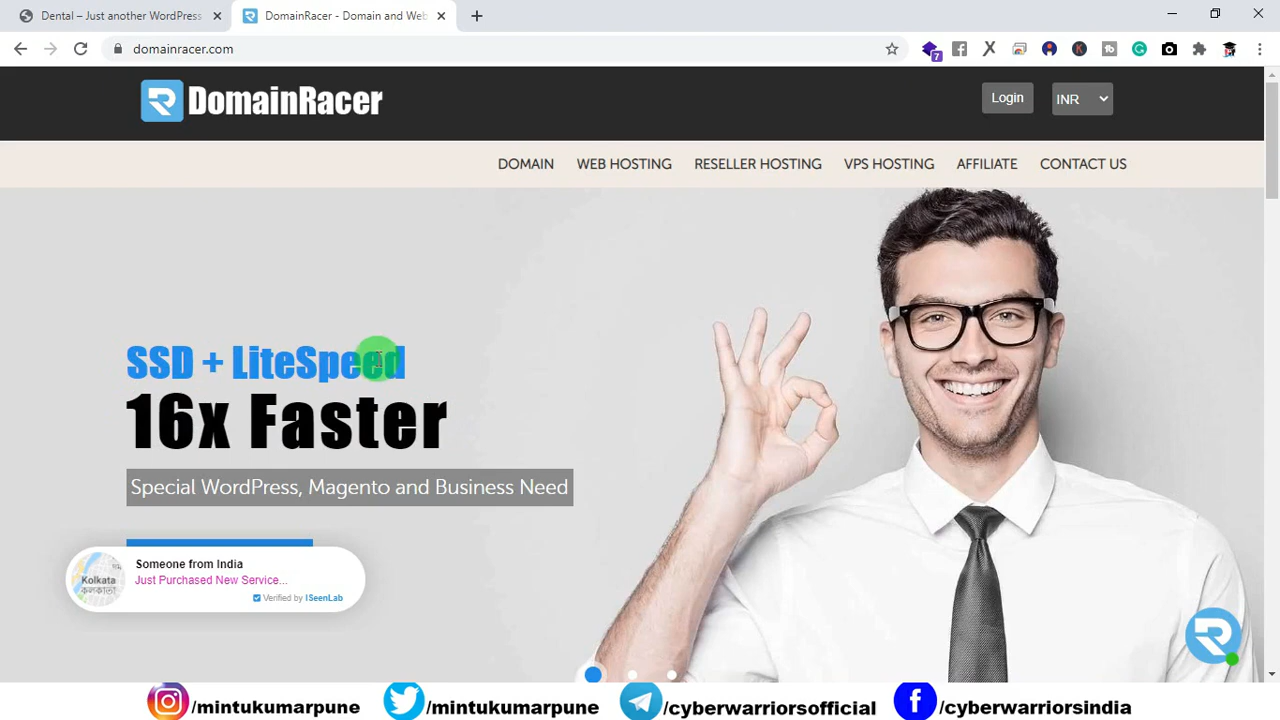 Dental – Just another WordPress
DomainRacer - Domain and Web
domainracer.com
7
DomainRacer
Login
INR
DOMAIN WEB HOSTING RESELLER HOSTING VPS HOSTING AFFILIATE CONTACT US
SSD + LiteSpeed
16x Faster
Special WordPress, Magento and Business Need
Someone from India
Just Purchased New Service...
Verified by ISeenLab
Kolkata
কলকাতা
/mintukumarpune /mintukumarpune /cyberwarriorsofficial /cyberwarriorsindia